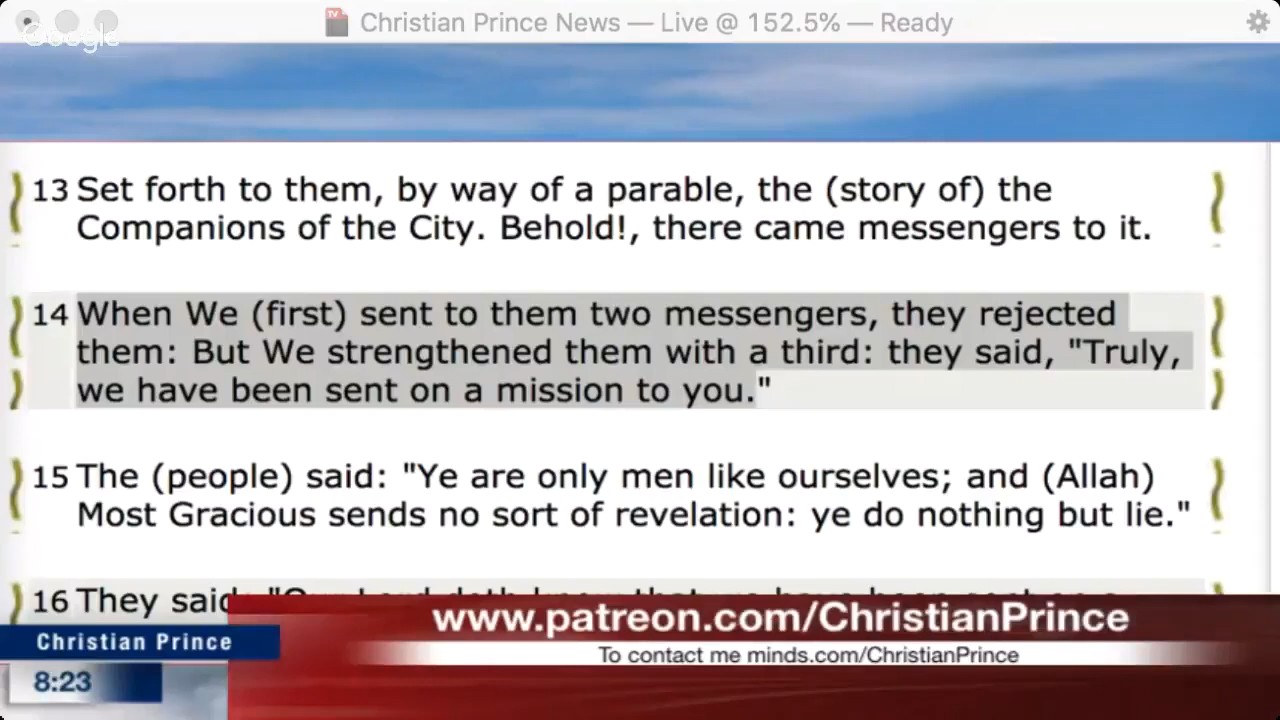 Christian Prince News — Live @ 152.5% — Ready
Google
13 Set forth to them, by way of a parable, the (story of) the
Companions of the City. Behold!, there came messengers to it.
14 When We (first) sent to them two messengers, they rejected
them: But We strengthened them with a third: they said, "Truly,
we have been sent on a mission to you."
15 The (people) said: "Ye are only men like ourselves; and (Allah)
Most Gracious sends no sort of revelation: ye do nothing but lie."
16 They said
www.patreon.com/ChristianPrince
To contact me minds.com/ChristianPrince
Christian Prince
8:23